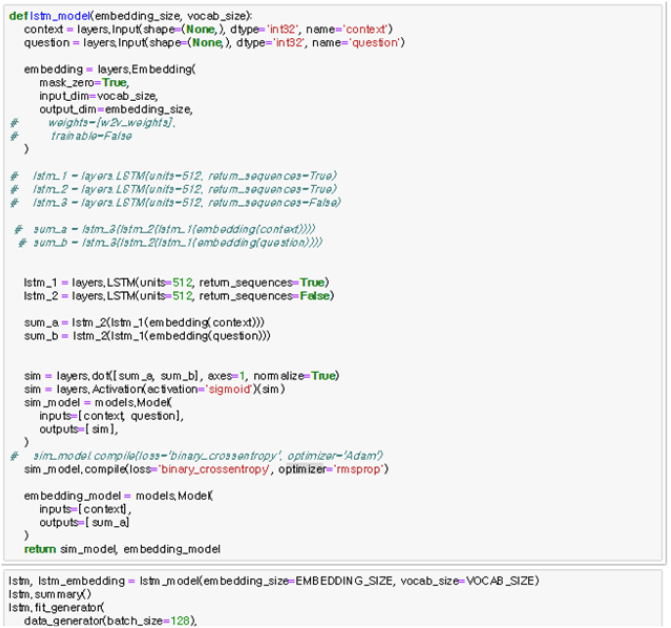 def lstm_model(embedding_size, vocab_size):
    context = layers.Input(shape=(None,), dtype='int32', name='context')
    question = layers.Input(shape=(None,), dtype='int32', name='question')

    embedding = layers.Embedding(
        mask_zero=True,
        input_dim=vocab_size,
        output_dim=embedding_size,
#         weights=[w2v_weights],
#         trainable=False
    )

#   lstm_1 = layers.LSTM(units=512, return_sequences=True)
#   lstm_2 = layers.LSTM(units=512, return_sequences=True)
#   lstm_3 = layers.LSTM(units=512, return_sequences=False)

 #   sum_a = lstm_3(lstm_2(lstm_1(embedding(context))))
  #  sum_b = lstm_3(lstm_2(lstm_1(embedding(question))))

    lstm_1 = layers.LSTM(units=512, return_sequences=True)
    lstm_2 = layers.LSTM(units=512, return_sequences=False)

    sum_a = lstm_2(lstm_1(embedding(context)))
    sum_b = lstm_2(lstm_1(embedding(question)))

    sim = layers.dot([sum_a, sum_b], axes=1, normalize=True)
    sim = layers.Activation(activation='sigmoid')(sim)
    sim_model = models.Model(
        inputs=[context, question],
        outputs=[sim],
    )
#   sim_model.compile(loss='binary_crossentropy', optimizer='Adam')
    sim_model.compile(loss='binary_crossentropy', optimizer='rmsprop')

    embedding_model = models.Model(
        inputs=[context],
        outputs=[sum_a]
    )
    return sim_model, embedding_model

lstm, lstm_embedding = lstm_model(embedding_size=EMBEDDING_SIZE, vocab_size=VOCAB_SIZE)
lstm.summary()
lstm.fit_generator(
    data_generator(batch_size=128),